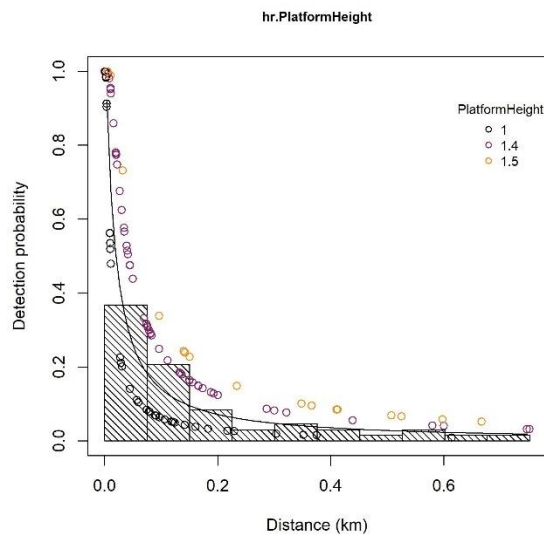 hr.PlatformHeight
PlatformHeight
1
1.4
1.5
Detection probability
1.0
0.8
0.6
0.4
0.2
0.0
0.0 0.2 0.4 0.6
Distance (km)